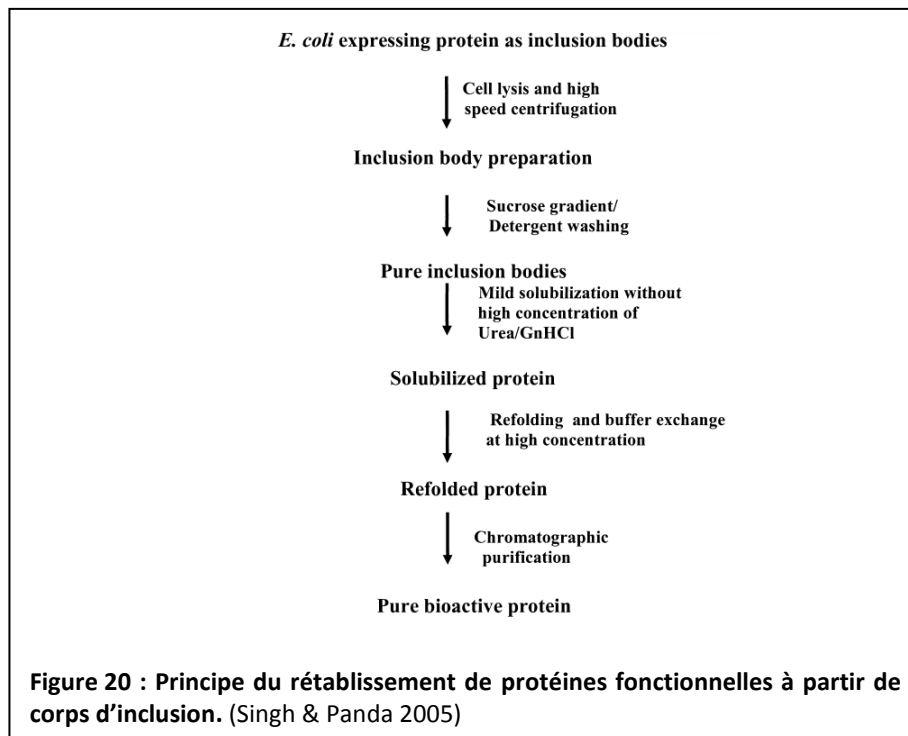 E. coli expressing protein as inclusion bodies
Cell lysis and high
speed centrifugation
Inclusion body preparation
Sucrose gradient/
Detergent washing
Pure inclusion bodies
Mild solubilization without
high concentration of
Urea/GnHCl
Solubilized protein
Refolding and buffer exchange
at high concentration
Refolded protein
Chromatographic
purification
Pure bioactive protein
Figure 20 : Principe du rétablissement de protéines fonctionnelles à partir de
corps d’inclusion. (Singh & Panda 2005)